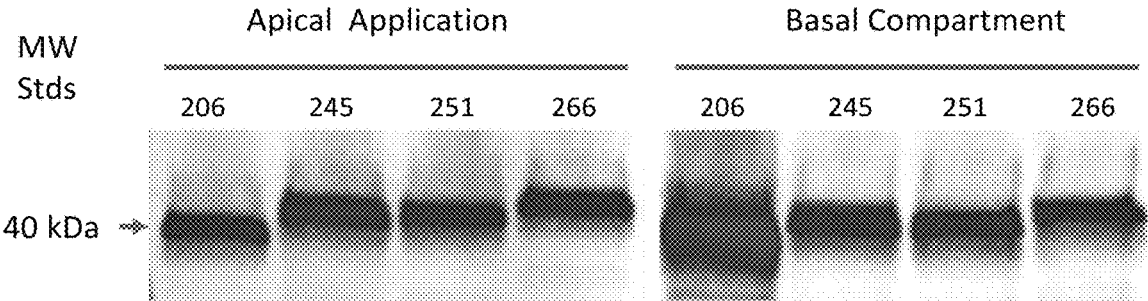 Apical Application
Basal Compartment
MW
Stds
206 245 251 266
206 245 251 266
40 kDa